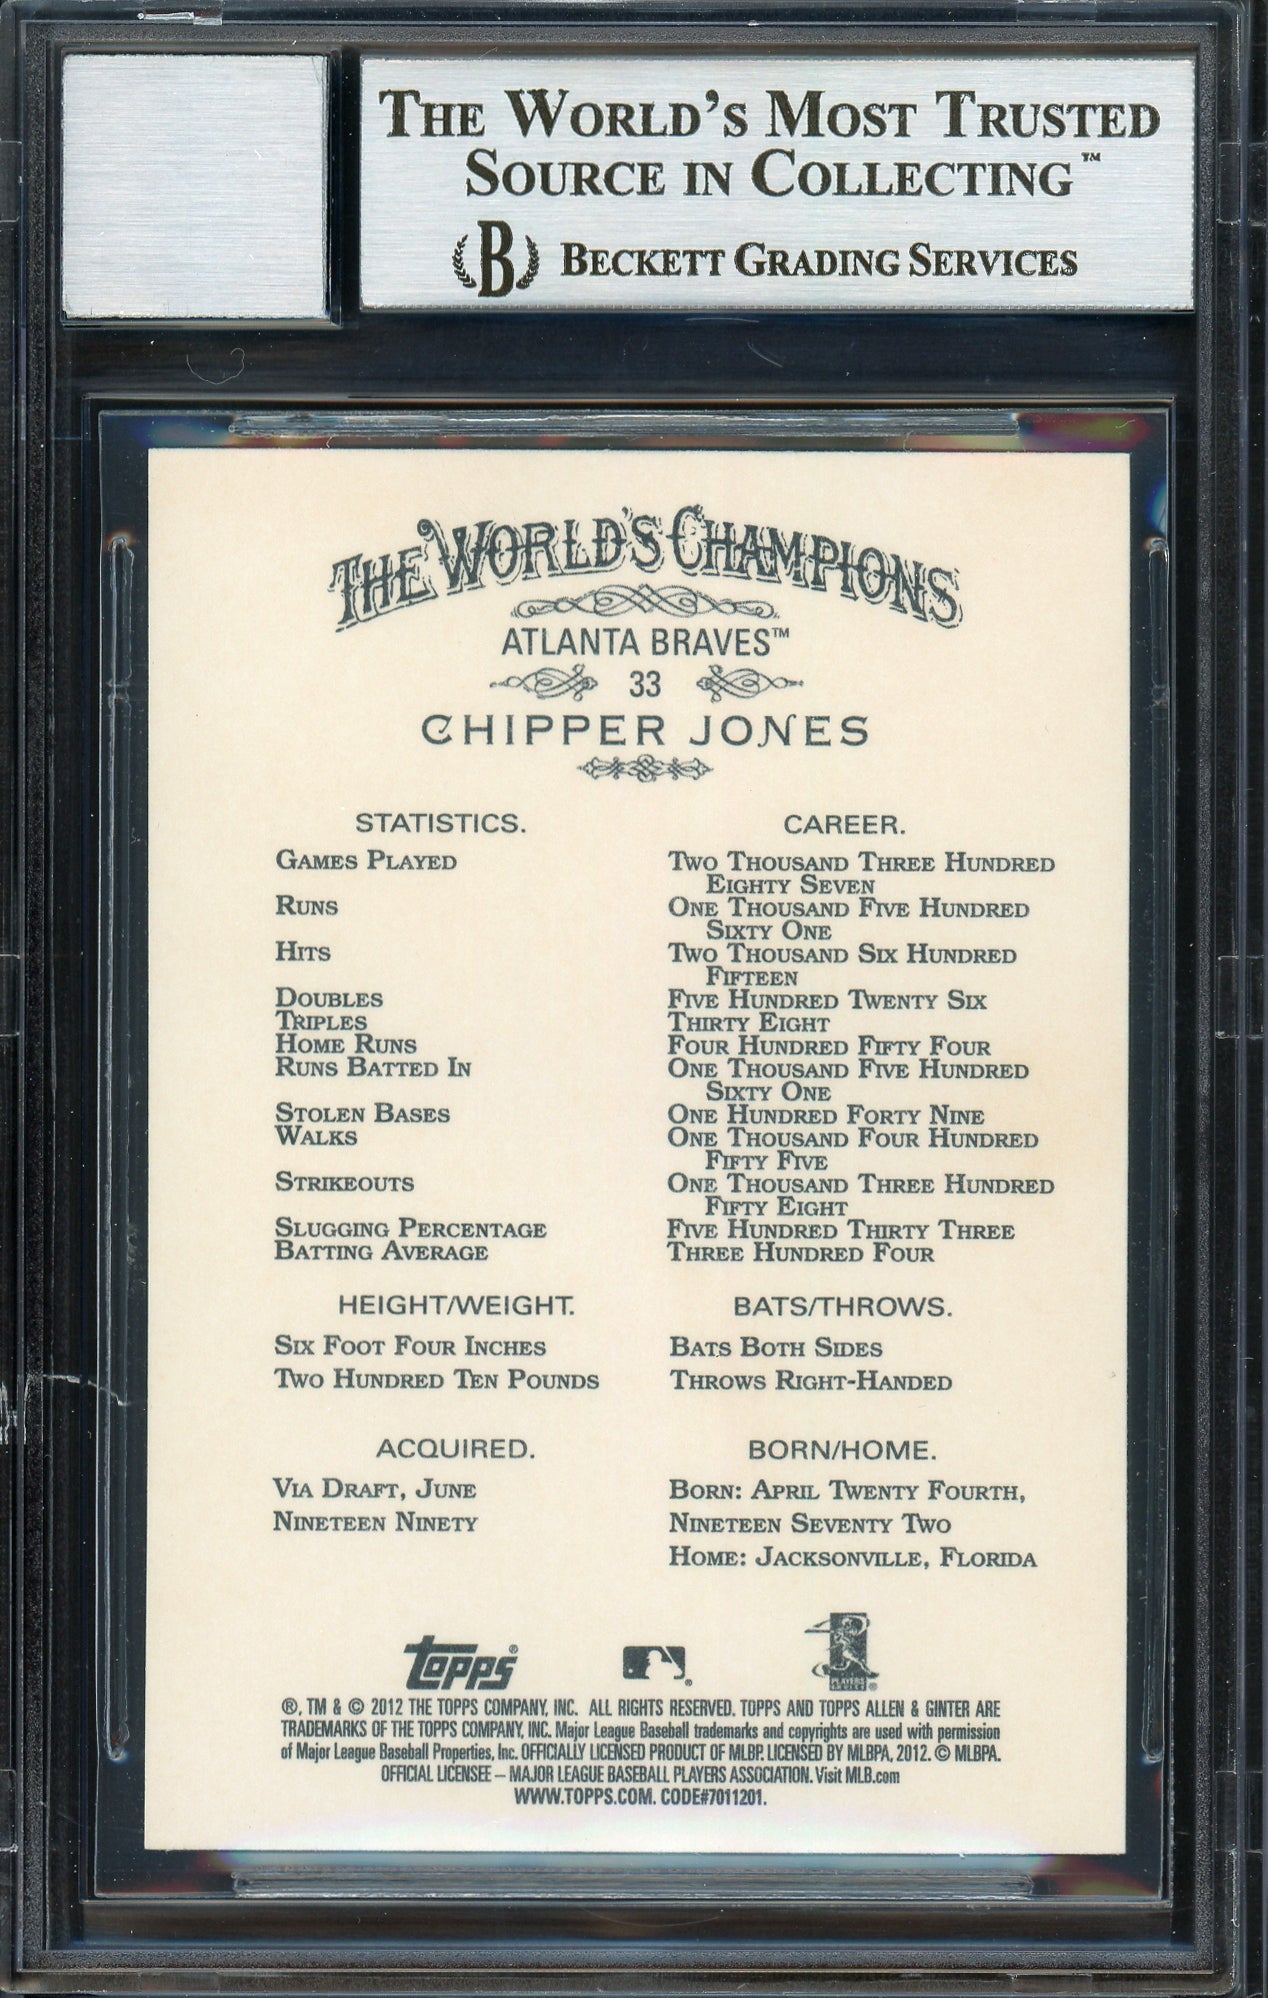 THE WORLD'S MOST TRUSTED
SOURCE IN COLLECTING™
B BECKETT GRADING SERVICES
THE WORLD'S CHAMPIONS
ATLANTA BRAVES™
33
CHIPPER JONES
STATISTICS. CAREER.
GAMES PLAYED TWO THOUSAND THREE HUNDRED
EIGHTY SEVEN
RUNS ONE THOUSAND FIVE HUNDRED
SIXTY ONE
HITS TWO THOUSAND SIX HUNDRED
FIFTEEN
DOUBLES FIVE HUNDRED TWENTY SIX
TRIPLES THIRTY EIGHT
HOME RUNS FOUR HUNDRED FIFTY FOUR
RUNS BATTED IN ONE THOUSAND FIVE HUNDRED
SIXTY ONE
STOLEN BASES ONE HUNDRED FORTY NINE
WALKS ONE THOUSAND FOUR HUNDRED
FIFTY FIVE
STRIKEOUTS ONE THOUSAND THREE HUNDRED
FIFTY EIGHT
SLUGGING PERCENTAGE FIVE HUNDRED THIRTY THREE
BATTING AVERAGE THREE HUNDRED FOUR
HEIGHT/WEIGHT. BATS/THROWS.
SIX FOOT FOUR INCHES BATS BOTH SIDES
TWO HUNDRED TEN POUNDS THROWS RIGHT-HANDED
ACQUIRED. BORN/HOME.
VIA DRAFT, JUNE BORN: APRIL TWENTY FOURTH,
NINETEEN NINETY NINETEEN SEVENTY TWO
HOME: JACKSONVILLE, FLORIDA
Topps® ® PLAYERS ®
®, TM & © 2012 THE TOPPS COMPANY, INC. ALL RIGHTS RESERVED. TOPPS AND TOPPS ALLEN & GINTER ARE
TRADEMARKS OF THE TOPPS COMPANY, INC. Major League Baseball trademarks and copyrights are used with permission
of Major League Baseball Properties, Inc. OFFICIALLY LICENSED PRODUCT OF MLBP. LICENSED BY MLBPA, 2012. © MLBPA.
OFFICIAL LICENSEE – MAJOR LEAGUE BASEBALL PLAYERS ASSOCIATION. Visit MLB.com
WWW.TOPPS.COM. CODE#7011201.